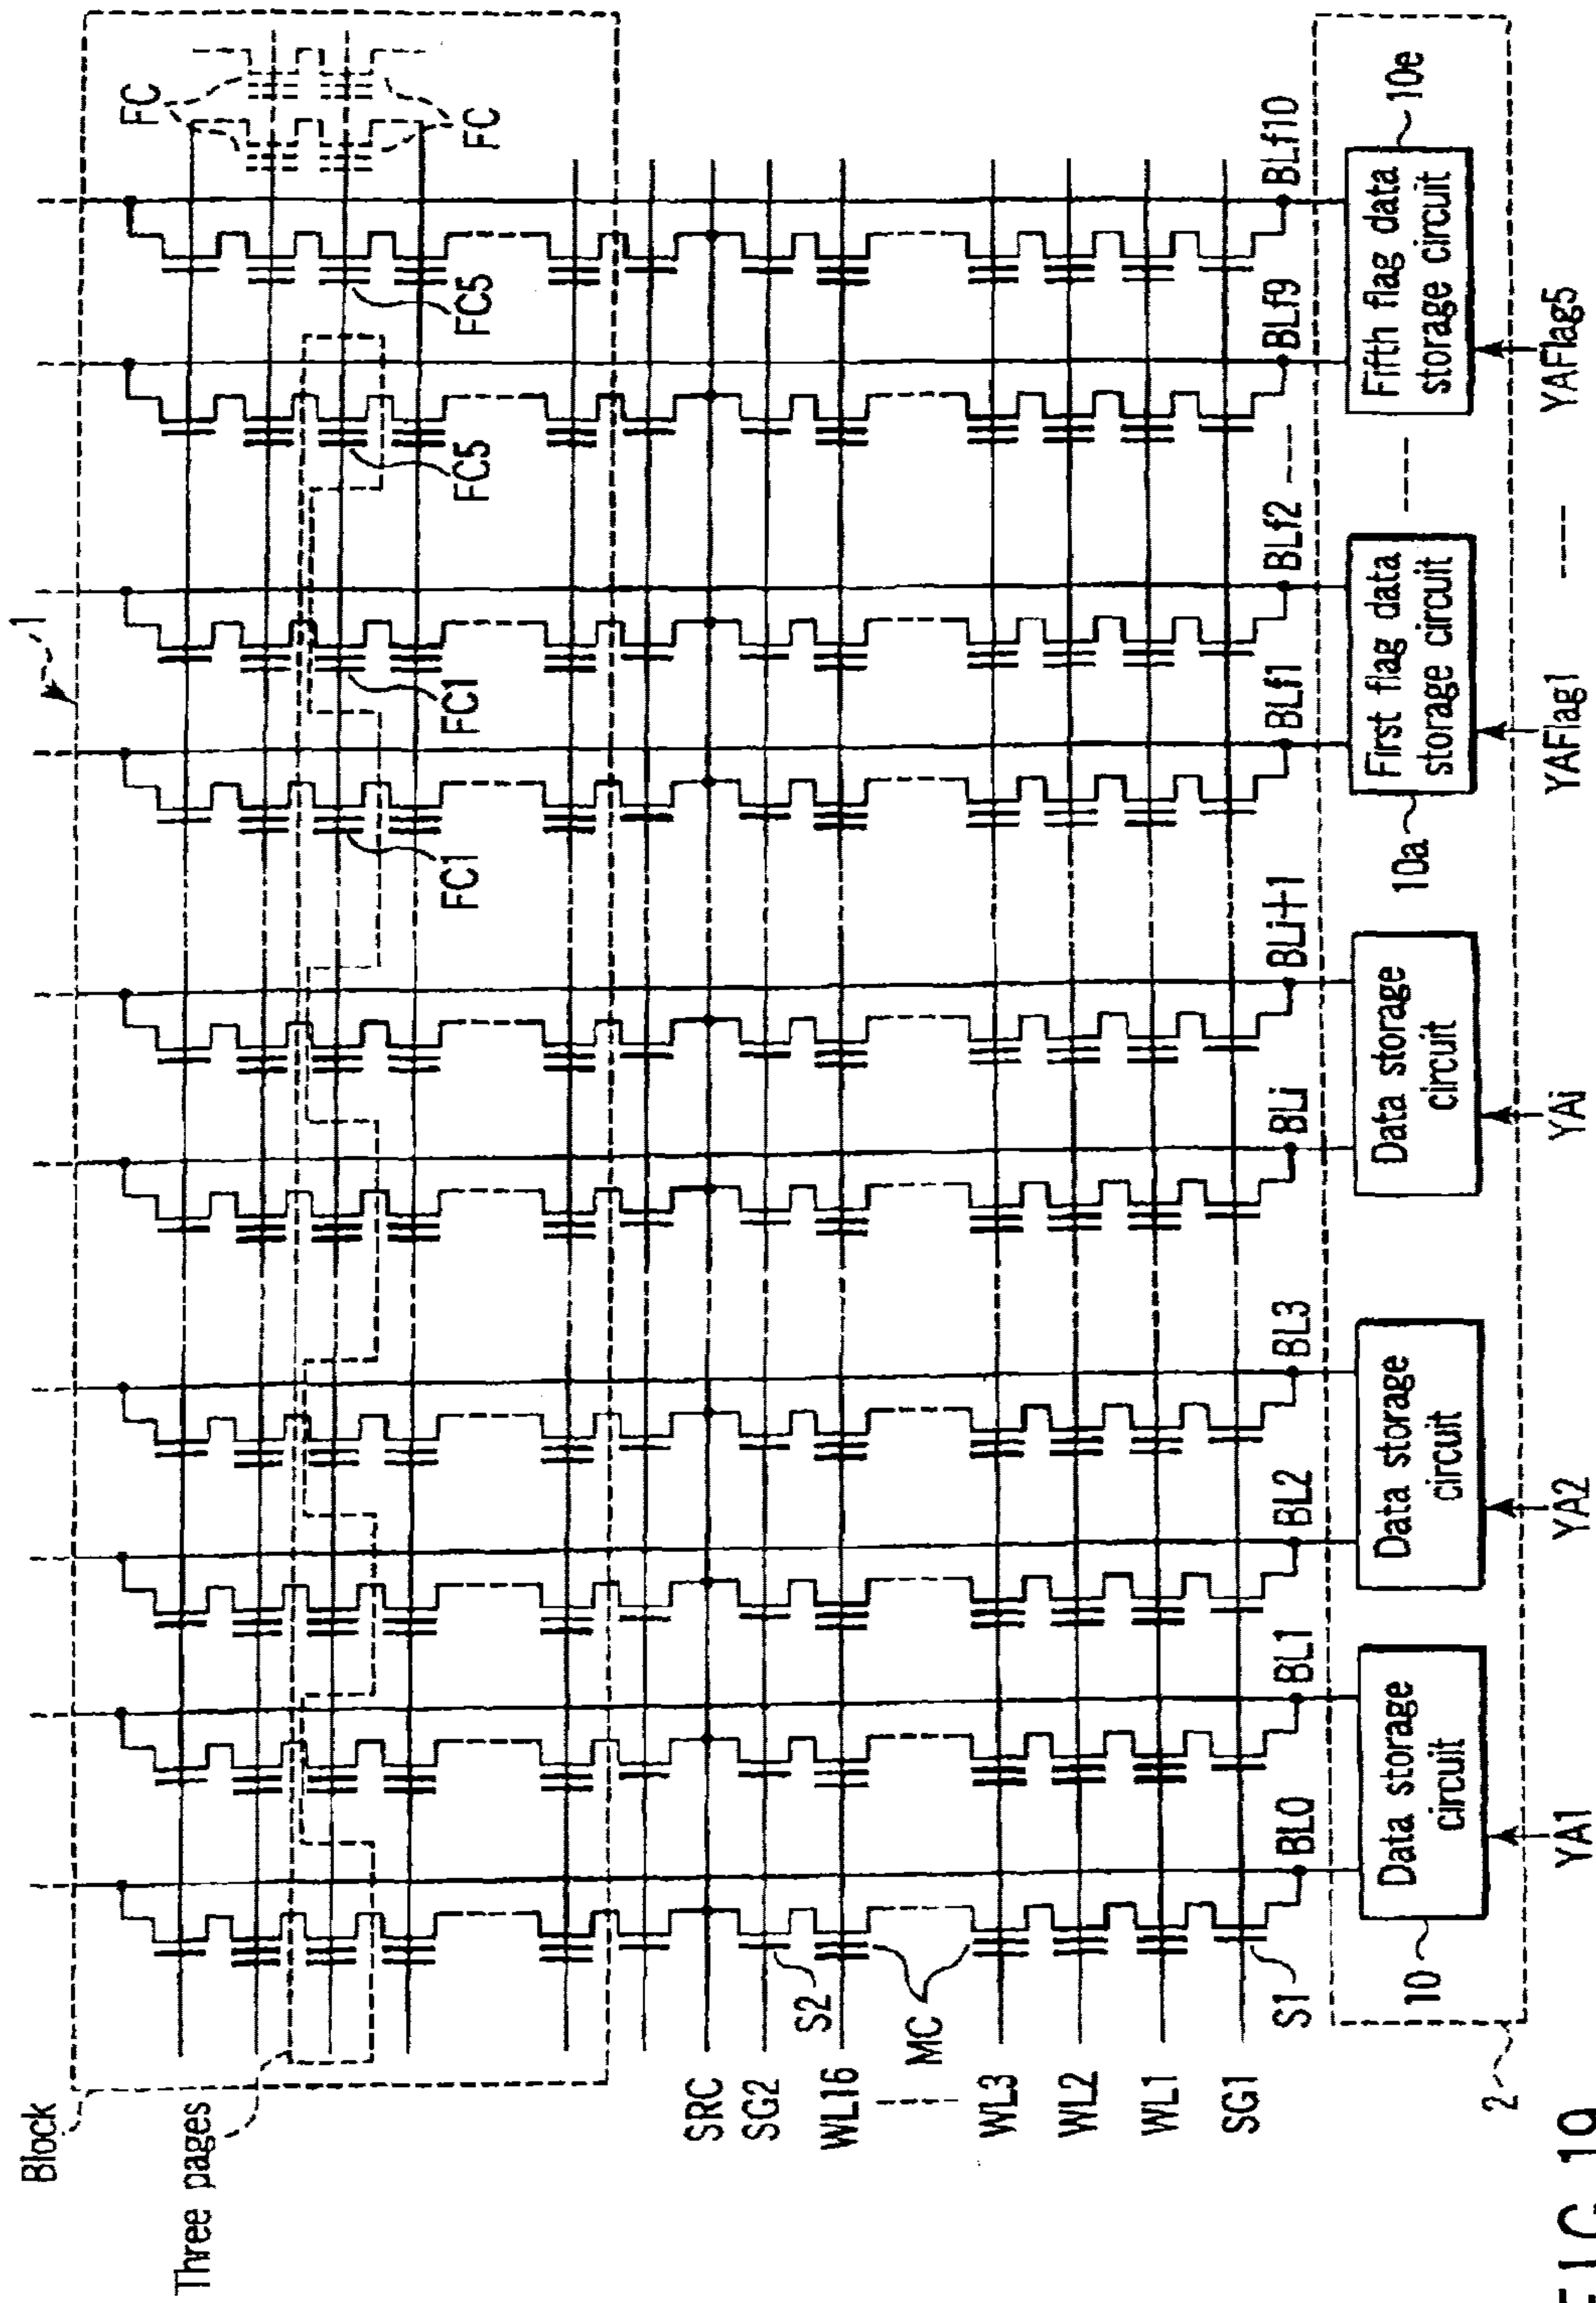 1
Block
Three pages
FC
FC
FC1
FC1
FC5
FC5
SRC
SG2
S2
WL16
MC
WL3
WL2
WL1
SG1
S1
BL0
BL1
BL2
BL3
BLi
BLi+1
BLf1
BLf2
BLf9
BLf10
2
10
Data storage
circuit
Data storage
circuit
Data storage
circuit
10a
First flag data
storage circuit
Fifth flag data
storage circuit
10e
YA1
YA2
YAi
YAFlag1
YAFlag5
FIG. 19